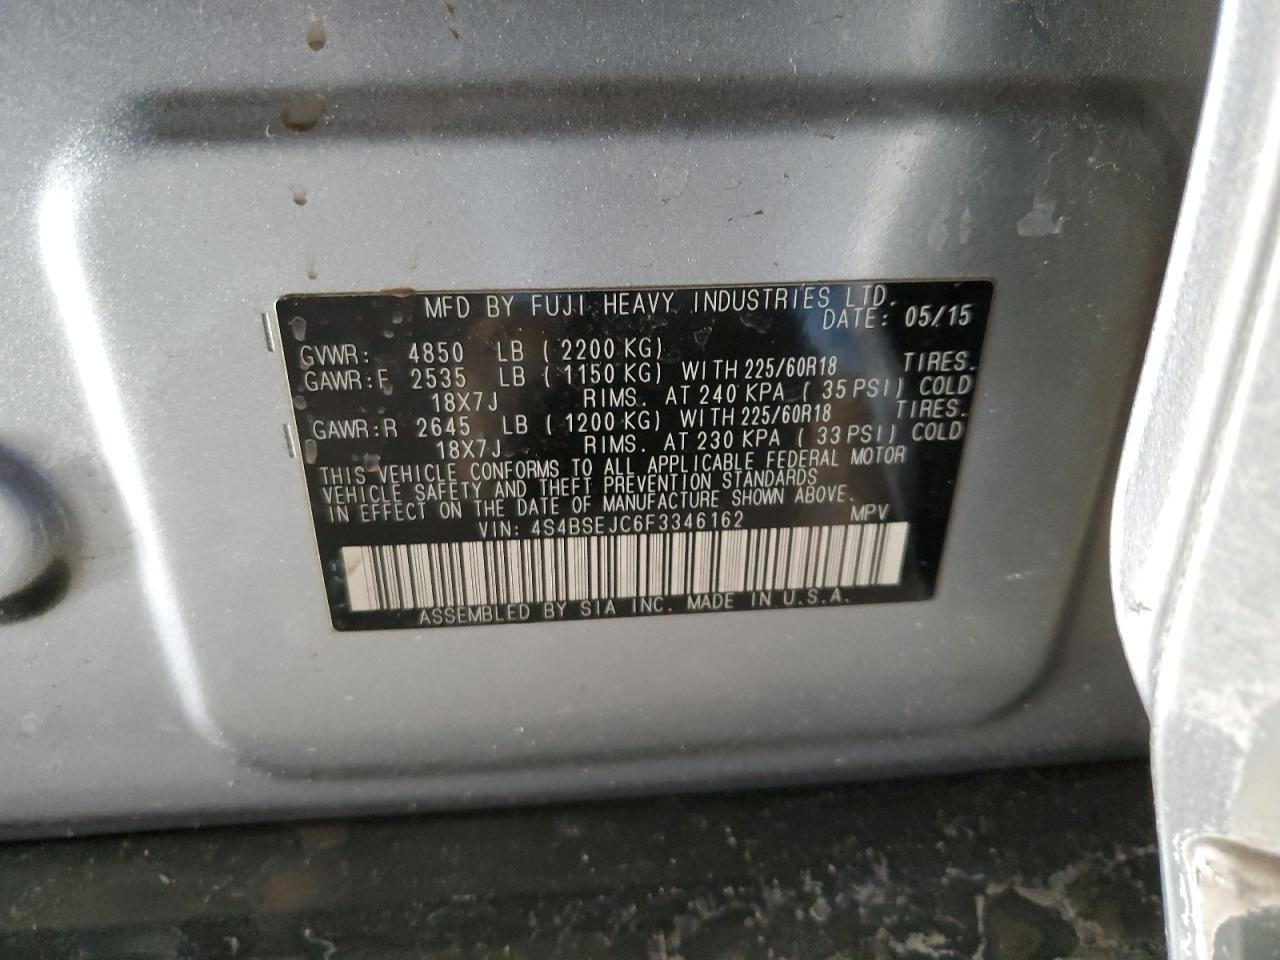 MFD BY FUJI HEAVY INDUSTRIES LTD.
DATE: 05/15
GVWR: 4850 LB ( 2200 KG)
GAWR:F 2535 LB ( 1150 KG) WITH 225/60R18 TIRES.
18X7J RIMS. AT 240 KPA ( 35 PSI) COLD
GAWR:R 2645 LB ( 1200 KG) WITH 225/60R18 TIRES.
18X7J RIMS. AT 230 KPA ( 33 PSI) COLD
THIS VEHICLE CONFORMS TO ALL APPLICABLE FEDERAL MOTOR
VEHICLE SAFETY AND THEFT PREVENTION STANDARDS
IN EFFECT ON THE DATE OF MANUFACTURE SHOWN ABOVE.
VIN: 4S4BSEJC6F3346162 MPV
ASSEMBLED BY SIA INC. MADE IN U.S.A.